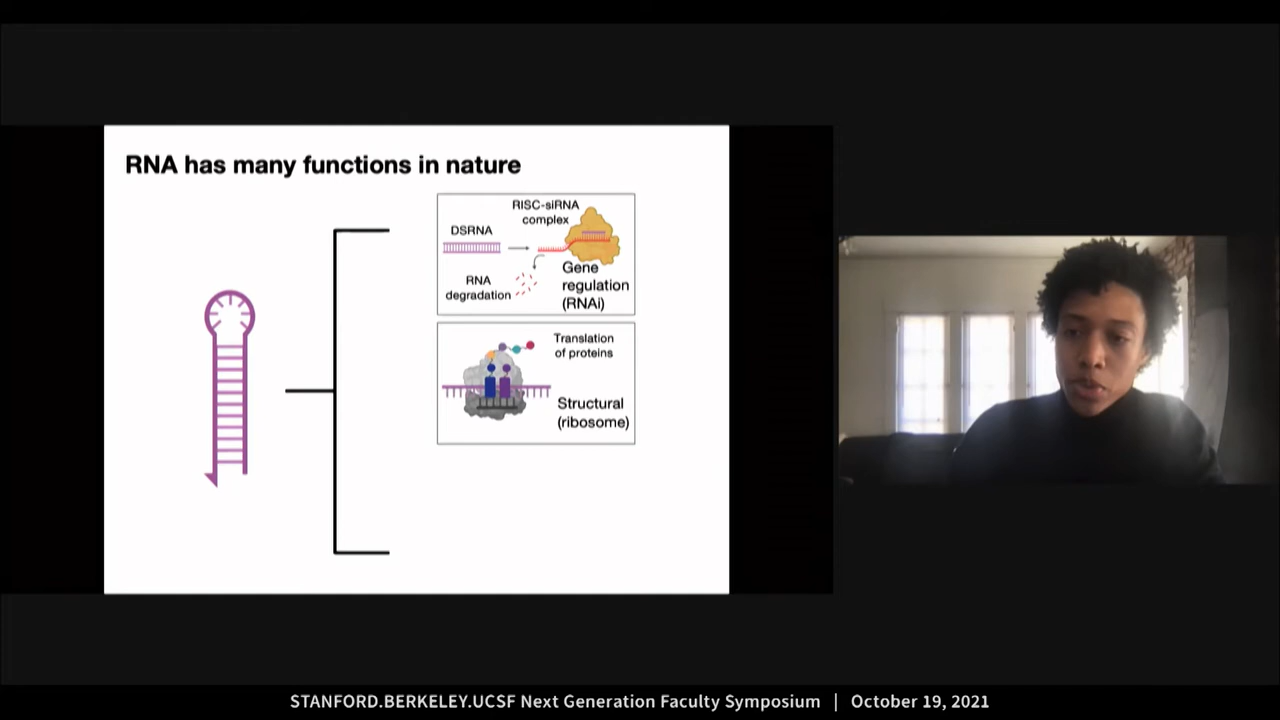 RNA has many functions in nature
RISC-siRNA
complex
DSRNA
RNA
degradation
Gene
regulation
(RNAi)
Translation
of proteins
Structural
(ribosome)
STANFORD.BERKELEY.UCSF Next Generation Faculty Symposium | October 19, 2021